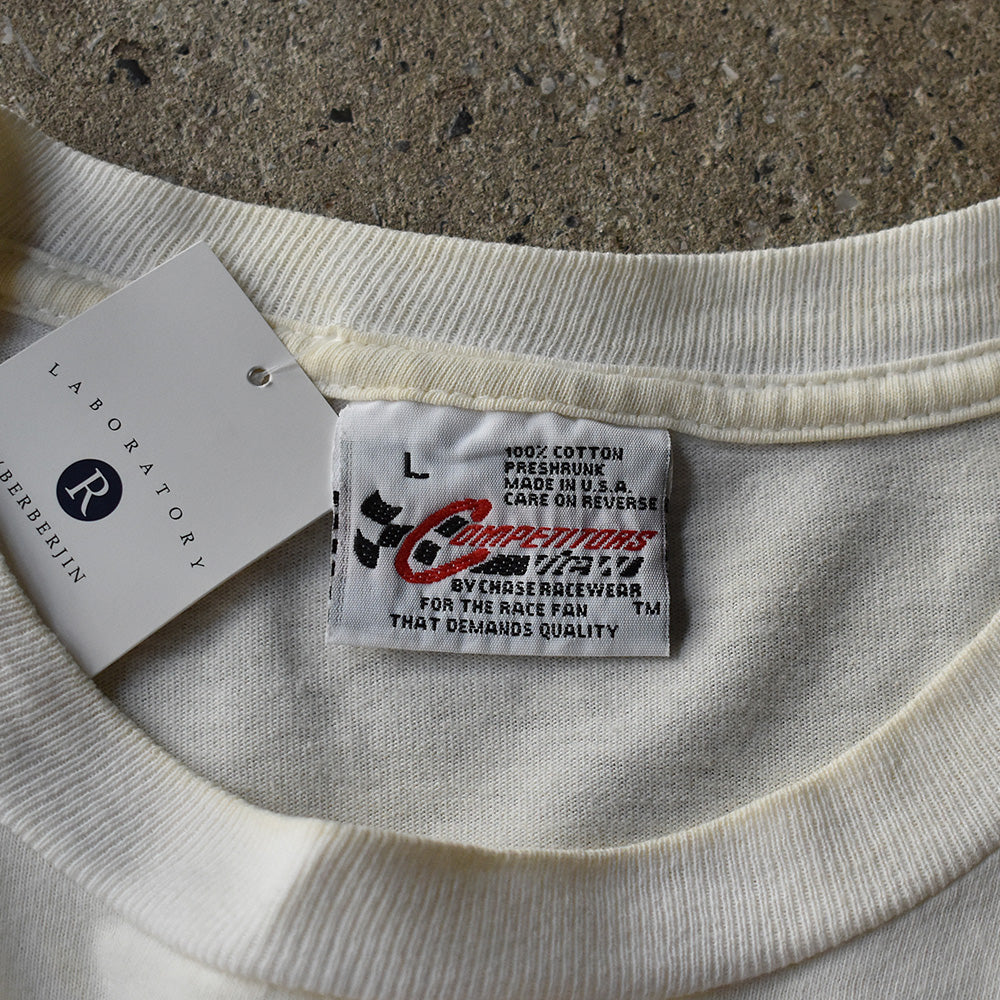 LABORATORY
R
BERBERJIN
L
100% COTTON
PRESHRUNK
MADE IN U.S.A.
CARE ON REVERSE
COMPETITORS
view
BY CHASE RACEWEAR
FOR THE RACE FAN TM
THAT DEMANDS QUALITY